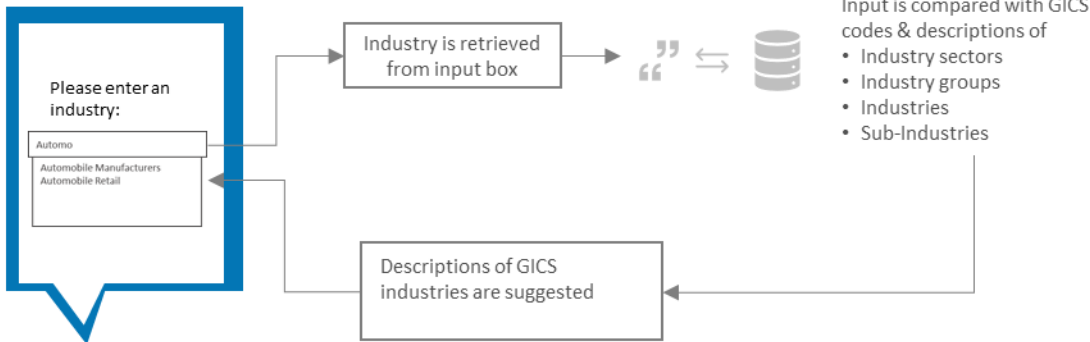 Please enter an
industry:
Automo
Automobile Manufacturers
Automobile Retail
Industry is retrieved
from input box
Input is compared with GICS
codes & descriptions of
• Industry sectors
• Industry groups
• Industries
• Sub-Industries
Descriptions of GICS
industries are suggested